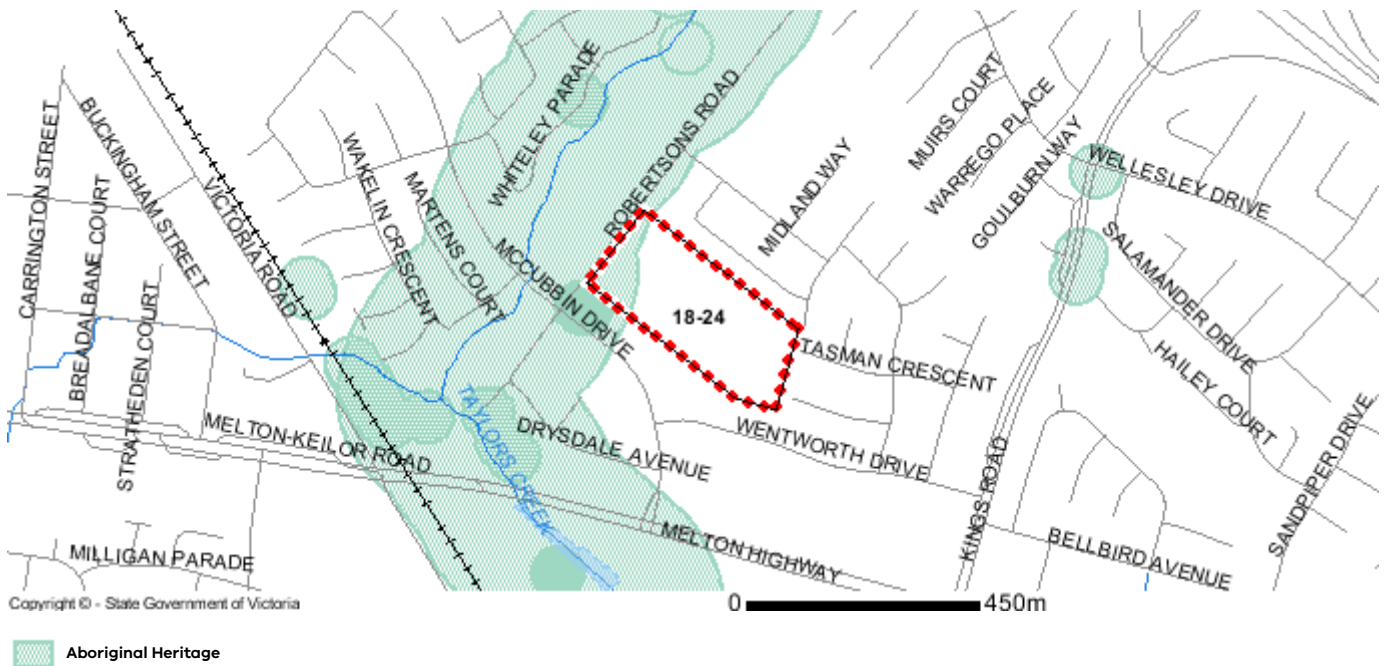 CARRINGTON STREET
BUCKINGHAM STREET
BREADALBANE COURT
STRATHEDEN COURT
VICTORIA ROAD
WAKELIN CRESCENT
MARTENS COURT
WHITELEY PARADE
MCCUBBIN DRIVE
ROBERTSONS ROAD
MIDLAND WAY
MUIRS COURT
WARREGO PLACE
GOULBURN WAY
WELLESLEY DRIVE
SALAMANDER DRIVE
HAILEY COURT
SANDPIPER DRIVE
18-24
TASMAN CRESCENT
WENTWORTH DRIVE
KINGS ROAD
BELLBIRD AVENUE
DRYSDALE AVENUE
TAYLORS CREEK
MELTON-KEILOR ROAD
MELTON HIGHWAY
MILLIGAN PARADE
Copyright © - State Government of Victoria
0 450m
Aboriginal Heritage